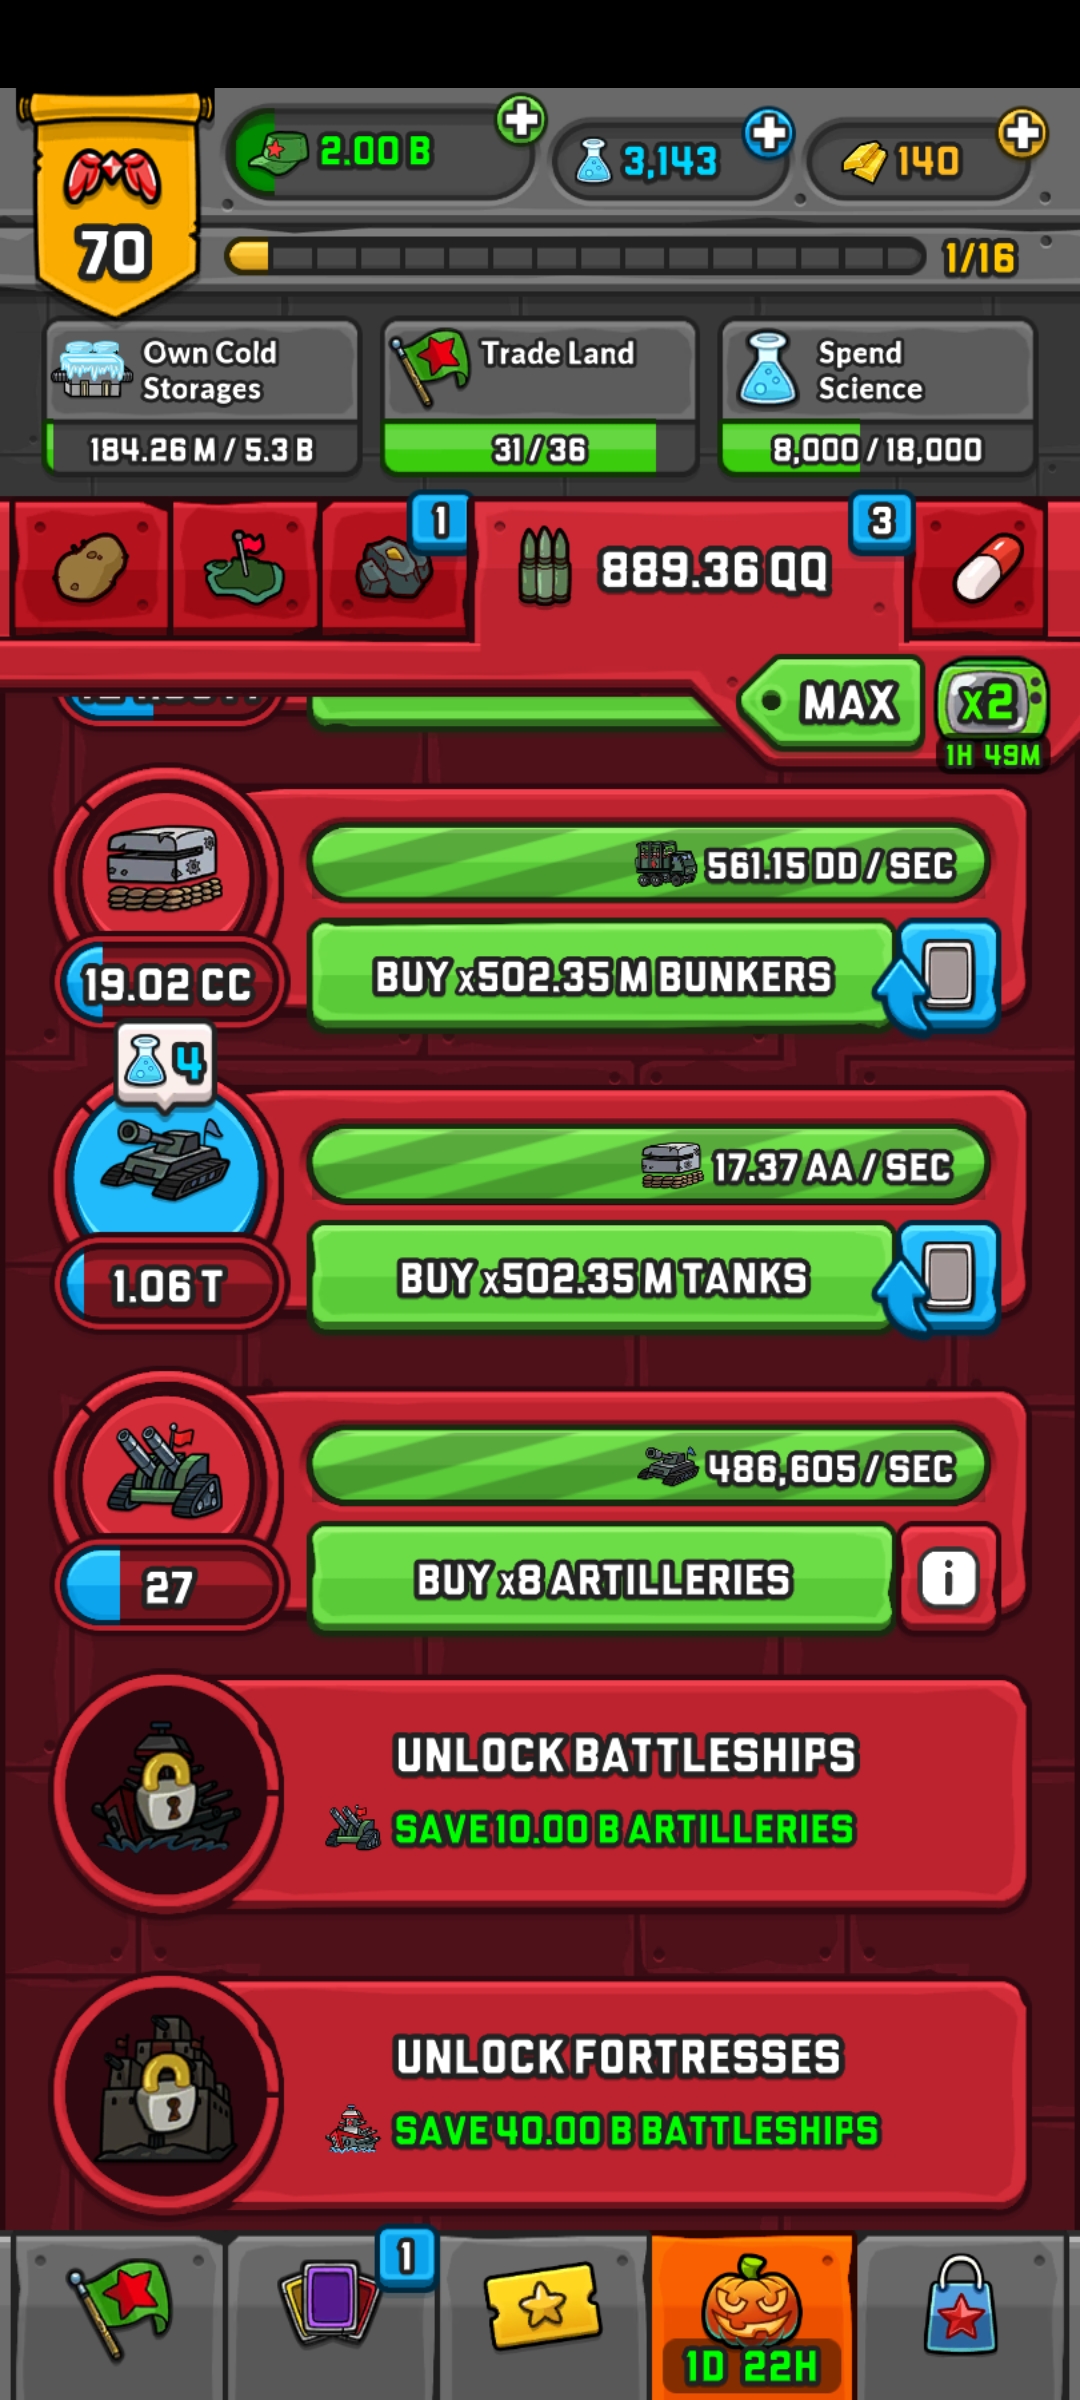 2.00 B
3,143
140
70
1/16
Own Cold
Storages
184.26 M / 5.3 B
Trade Land
31/36
Spend
Science
8,000/18,000
1
889.36 QQ
3
MAX
x2
1H 49M
561.15 DD / SEC
19.02 CC
BUY x502.35 M BUNKERS
4
17.37 AA / SEC
1.06 T
BUY x502.35 M TANKS
486,605 / SEC
27
BUY x8 ARTILLERIES
i
UNLOCK BATTLESHIPS
SAVE 10.00 B ARTILLERIES
UNLOCK FORTRESSES
SAVE 40.00 B BATTLESHIPS
1
1D 22H